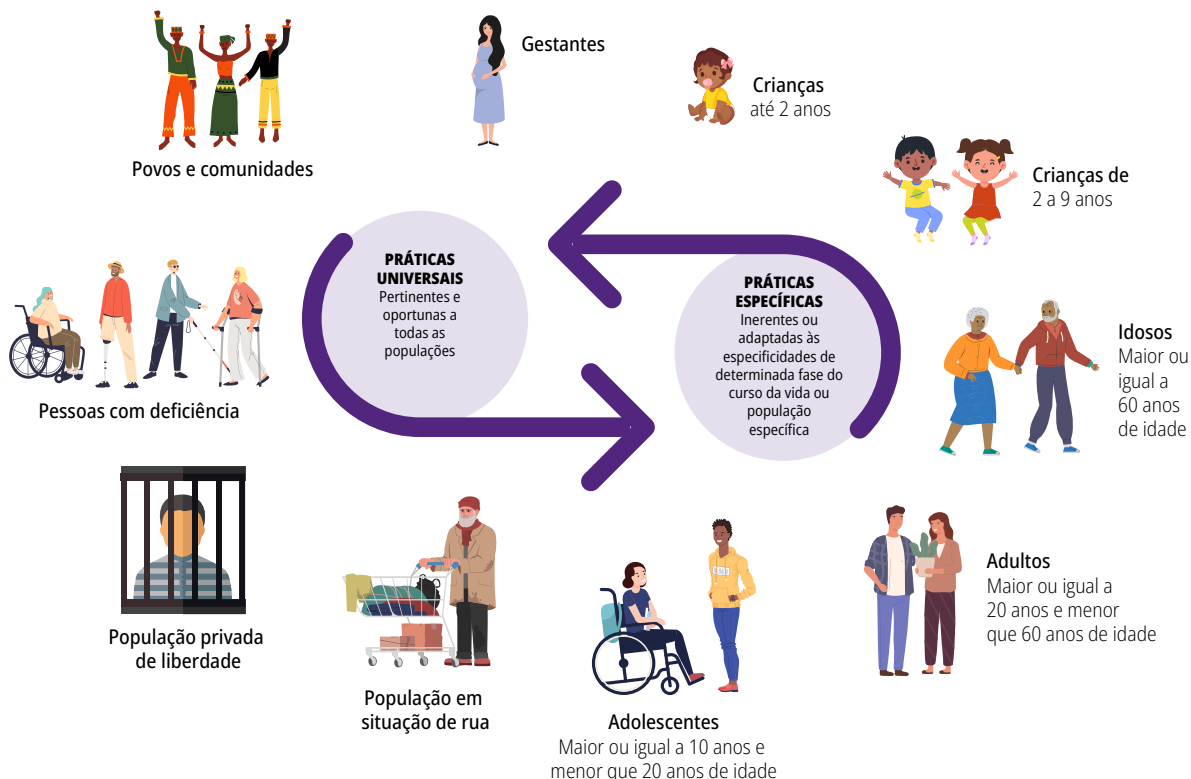 Povos e comunidades
Gestantes
Crianças
até 2 anos
Crianças de
2 a 9 anos
PRÁTICAS
UNIVERSAIS
Pertinentes e
oportunas a
todas as
populações
PRÁTICAS
ESPECÍFICAS
Inerentes ou
adaptadas às
especificidades de
determinada fase do
curso da vida ou
população
específica
Idosos
Maior ou
igual a
60 anos
de idade
Pessoas com deficiência
População privada
de liberdade
População em
situação de rua
Adolescentes
Maior ou igual a 10 anos e
menor que 20 anos de idade
Adultos
Maior ou igual a
20 anos e menor
que 60 anos de idade